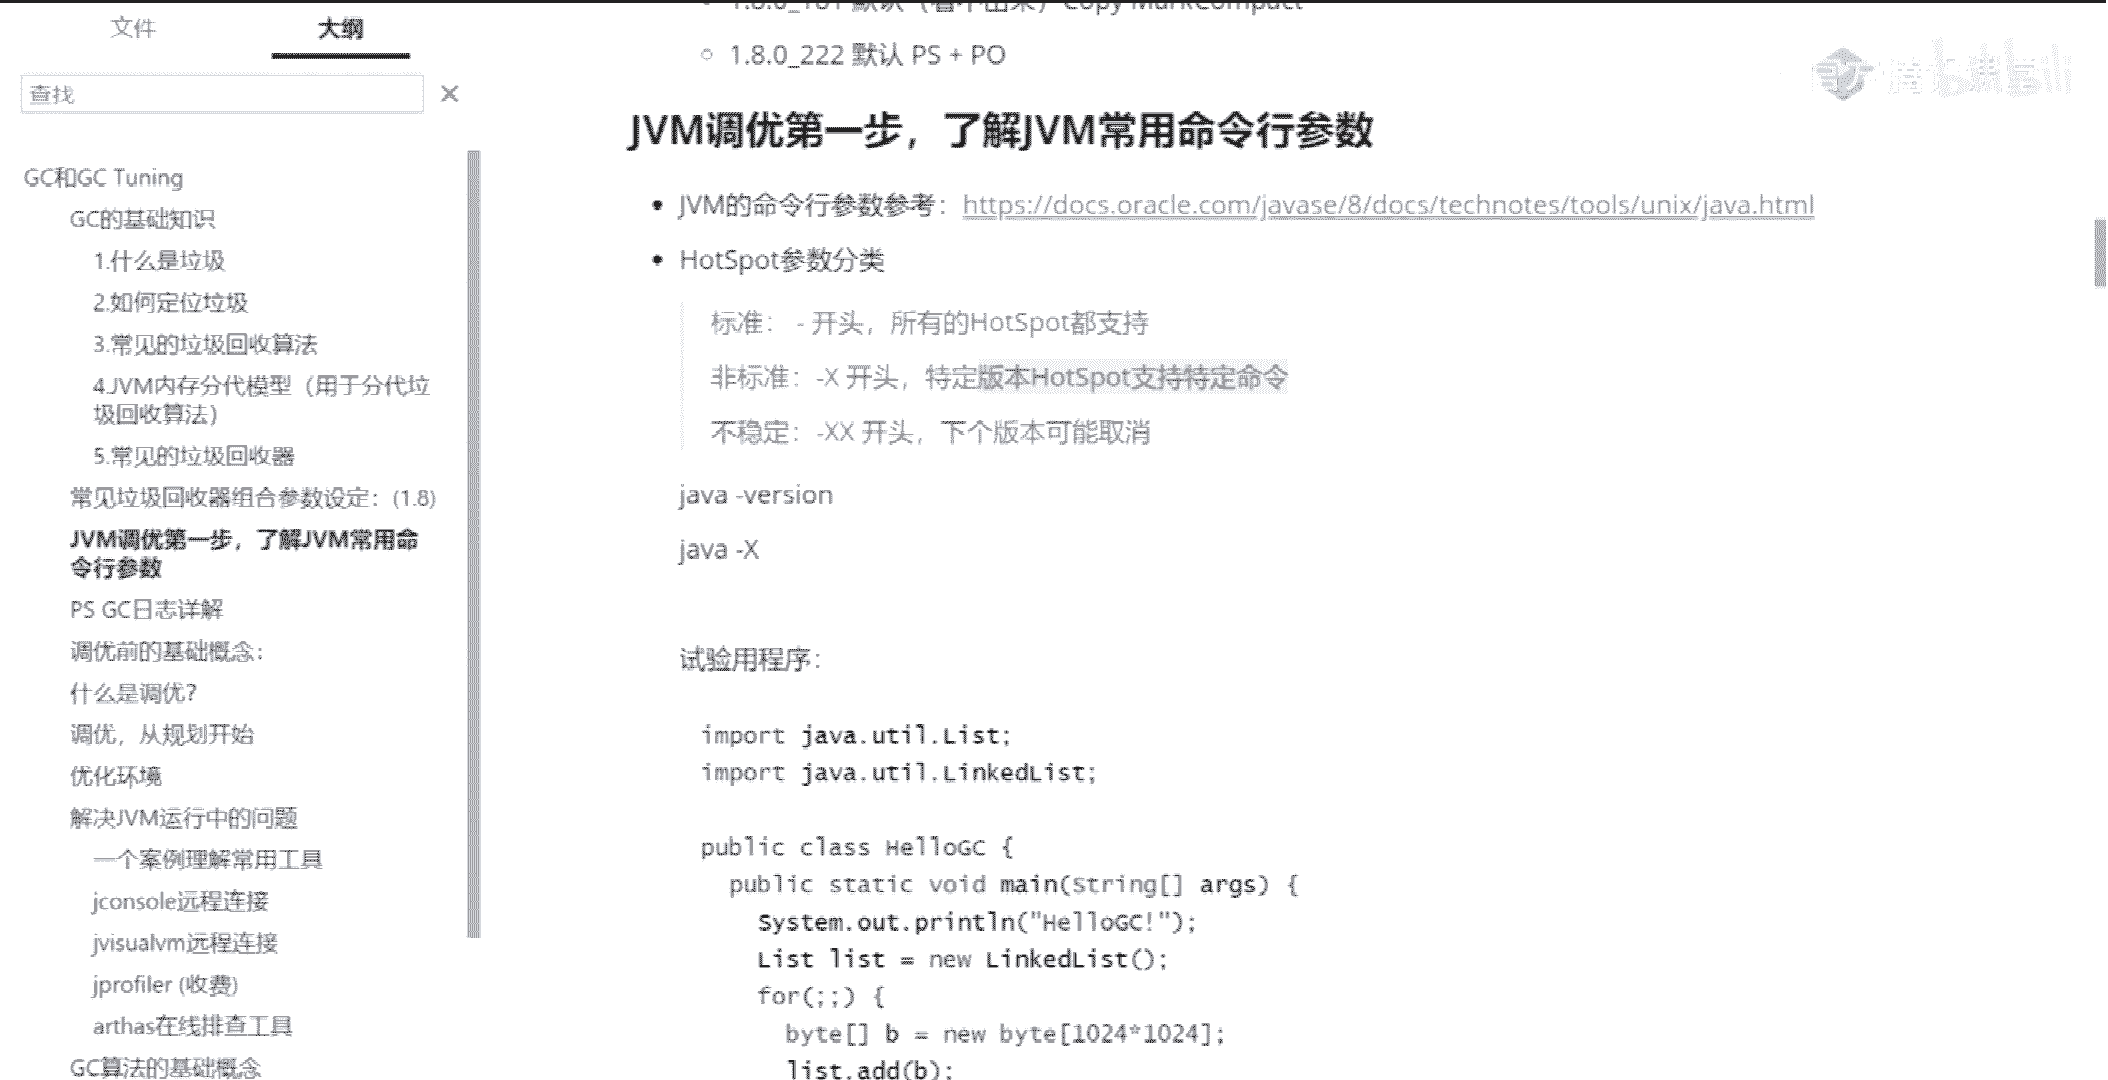 文件
大纲
查找
GC和GC Tuning
GC的基础知识
1.什么是垃圾
2.如何定位垃圾
3.常见的垃圾回收算法
4.JVM内存分代模型（用于分代垃
圾回收算法）
5.常见的垃圾回收器
常见垃圾回收器组合参数设定：(1.8)
JVM调优第一步，了解JVM常用命
令行参数
PS GC日志详解
调优前的基础概念：
什么是调优？
调优，从规划开始
优化环境
解决JVM运行中的问题
一个案例理解常用工具
jconsole远程连接
jvisualvm远程连接
jprofiler (收费)
arthas在线排查工具
GC算法的基础概念
1.8.0_181 默认（看不出来）Copy MarkCompact
1.8.0_222 默认 PS + PO
JVM调优第一步，了解JVM常用命令行参数
JVM的命令行参数参考：https://docs.oracle.com/javase/8/docs/technotes/tools/unix/java.html
HotSpot参数分类
标准： - 开头，所有的HotSpot都支持
非标准：-X 开头，特定版本HotSpot支持特定命令
不稳定：-XX 开头，下个版本可能取消
java -version
java -X
试验用程序：
import java.util.List;
import java.util.LinkedList;
public class HelloGC {
public static void main(String[] args) {
System.out.println("HelloGC!");
List list = new LinkedList();
for(;;) {
byte[] b = new byte[1024*1024];
list.add(b);